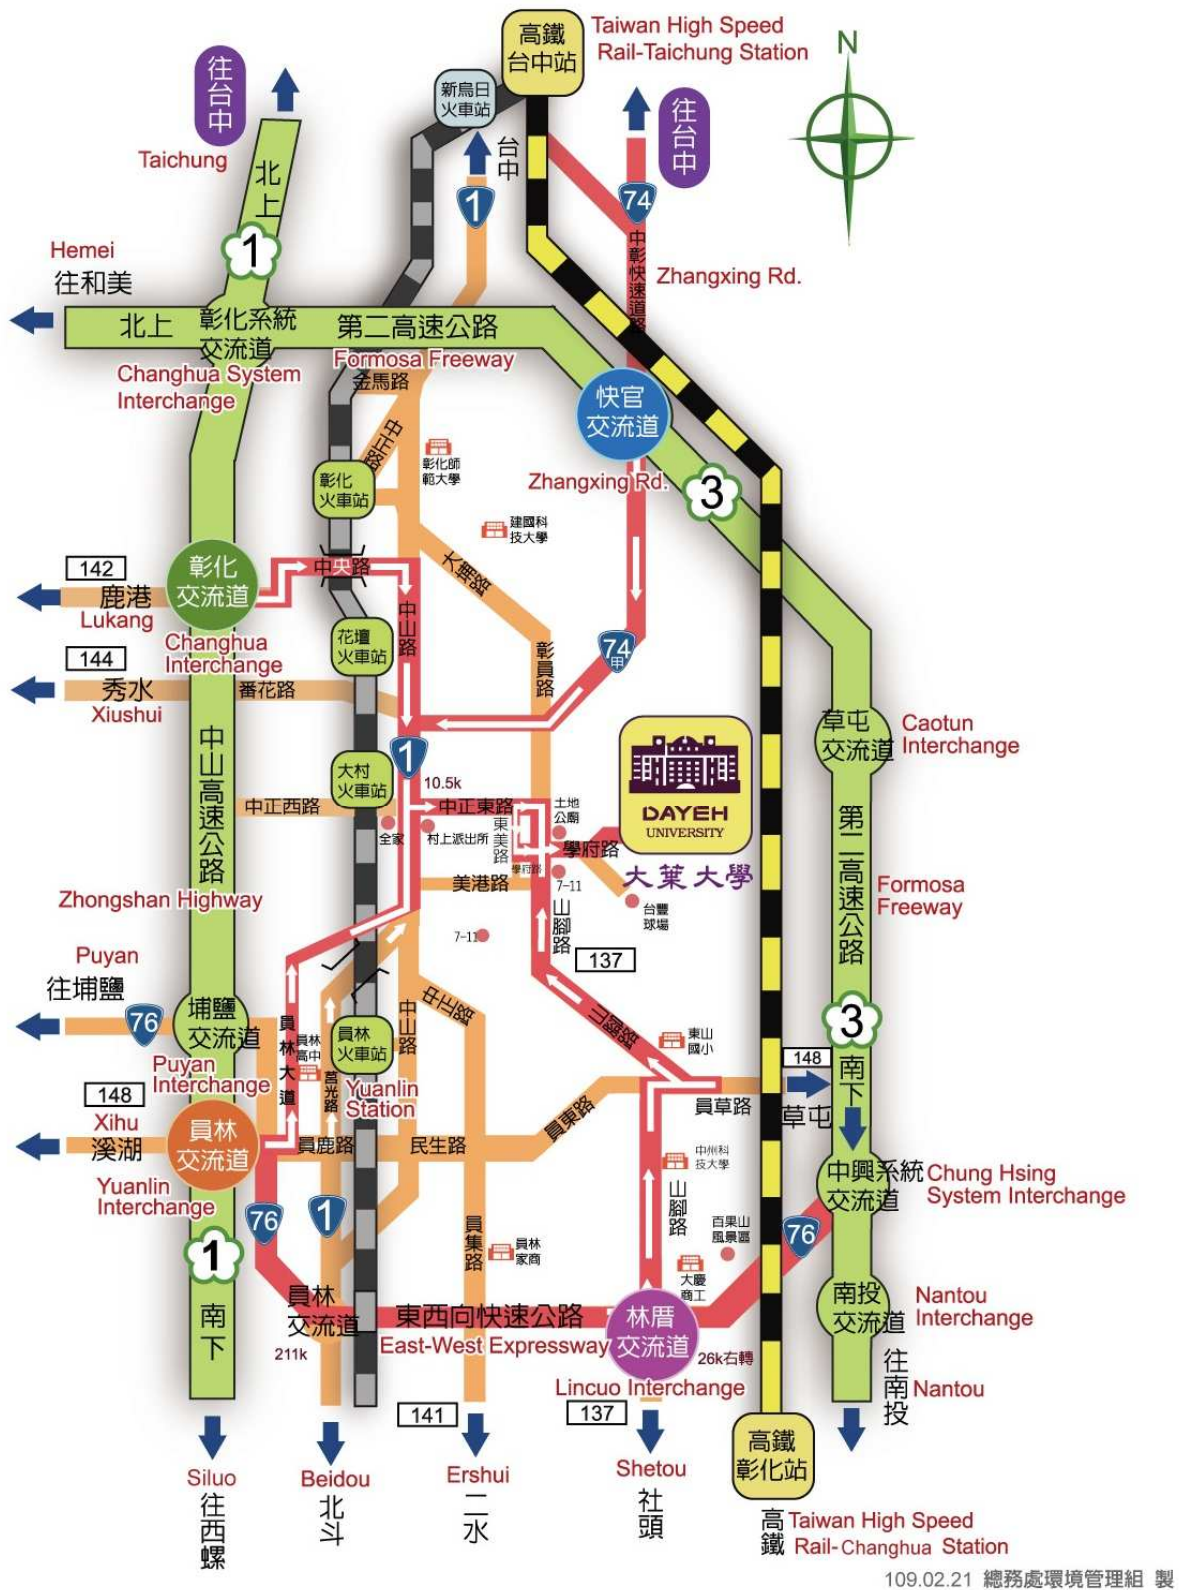 高鐵
台中站
Taiwan High Speed
Rail-Taichung Station
N
往台中
Taichung
北上
新烏日
火車站
台中
1
往台中
74
中彰快速道路
Zhangxing Rd.
Hemei
往和美
1
北上
彰化系統
交流道
第二高速公路
Changhua System
Interchange
Formosa Freeway
金馬路
快官
交流道
Zhangxing Rd.
3
中正路
彰化師
範大學
彰化
火車站
建國科
技大學
大埔路
142
鹿港
Lukang
彰化
交流道
Changhua
Interchange
中央路
中山路
花壇
火車站
74
甲
彰員路
144
秀水
Xiushui
番花路
草屯
交流道
Caotun
Interchange
1
10.5k
大村
火車站
中正西路
中正東路
全家
村上派出所
東美路
土地
公廟
學府路
學府路
DAYEH
UNIVERSITY
大葉大學
中山高速公路
Zhongshan Highway
美港路
7-11
7-11
台豐
球場
山腳路
137
第二高速公路
Formosa
Freeway
Puyan
往埔鹽
76
埔鹽
交流道
Puyan
Interchange
員林大道
員林
高中
莒光路
員林
火車站
Yuanlin
Station
中山路
中正路
山腳路
東山
國小
148
草屯
3
南下
148
Xihu
溪湖
員林
交流道
Yuanlin
Interchange
員鹿路
民生路
員東路
員草路
中州科
技大學
山腳路
百果山
風景區
中興系統
交流道
Chung Hsing
System Interchange
76
1
76
1
南下
員集路
員林
家商
大慶
商工
員林
交流道
211k
東西向快速公路
East-West Expressway
林厝
交流道
Lincuo Interchange
26k右轉
南投
交流道
Nantou
Interchange
往南投
Nantou
141
137
Siluo
往西螺
Beidou
北斗
Ershui
二水
Shetou
社頭
高鐵
彰化站
高鐵
Taiwan High Speed
Rail-Changhua Station
109.02.21 總務處環境管理組 製